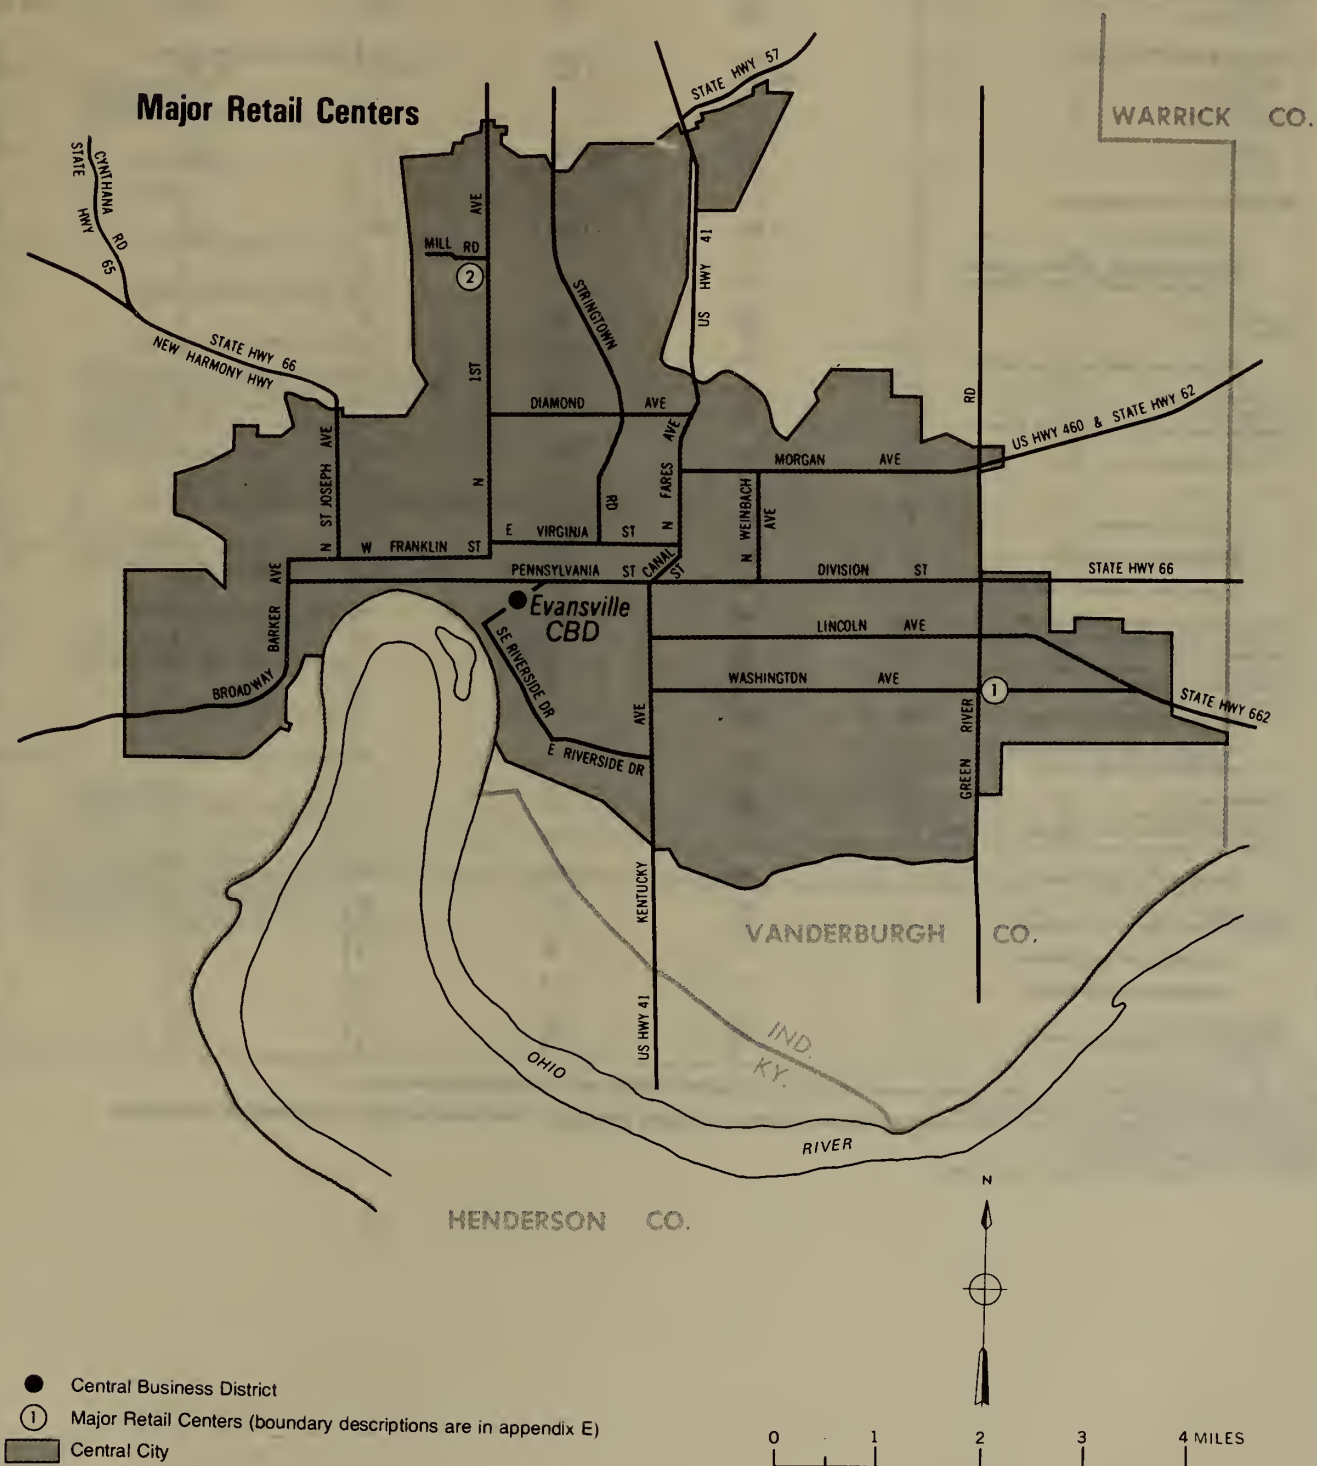 Major Retail Centers
STATE HWY 57
WARRICK CO.
CYNTHANA RD
STATE HWY 65
STATE HWY 66
NEW HARMONY HWY
MILL RD
2
N 1ST AVE
STRINGTOWN RD
US HWY 41
GREEN RIVER RD
US HWY 460 & STATE HWY 62
DIAMOND AVE
N FARES AVE
MORGAN AVE
N ST JOSEPH AVE
N WEINBACH AVE
E VIRGINIA ST
W FRANKLIN ST
CANAL ST
PENNSYLVANIA ST
DIVISION ST
STATE HWY 66
BARKER AVE
Evansville
CBD
LINCOLN AVE
SE RIVERSIDE DR
WASHINGTON AVE
1
BROADWAY
STATE HWY 662
E RIVERSIDE DR
KENTUCKY AVE
US HWY 41
VANDERBURGH CO.
IND.
KY.
OHIO RIVER
HENDERSON CO.
N
Central Business District
1 Major Retail Centers (boundary descriptions are in appendix E)
Central City
0 1 2 3 4 MILES